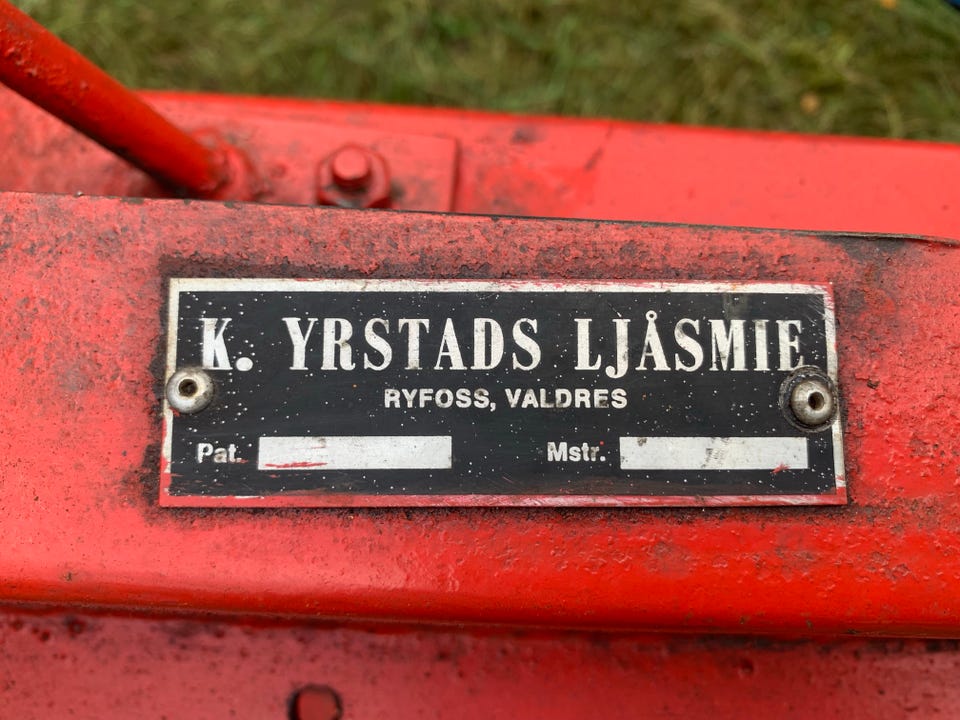 K. YRSTADS LJÅSMIE
RYFOSS, VALDRES
Pat. Mstr.